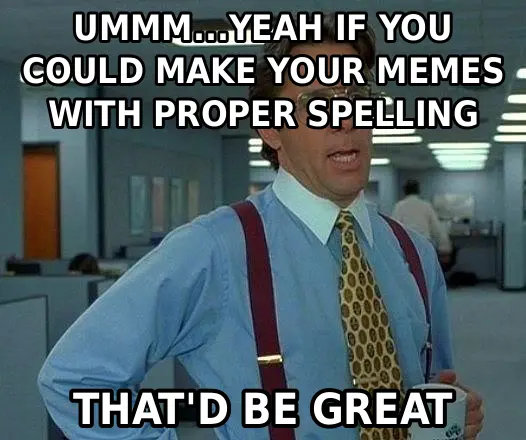 UMMM...YEAH IF YOU
COULD MAKE YOUR MEMES
WITH PROPER SPELLING
THAT'D BE GREAT